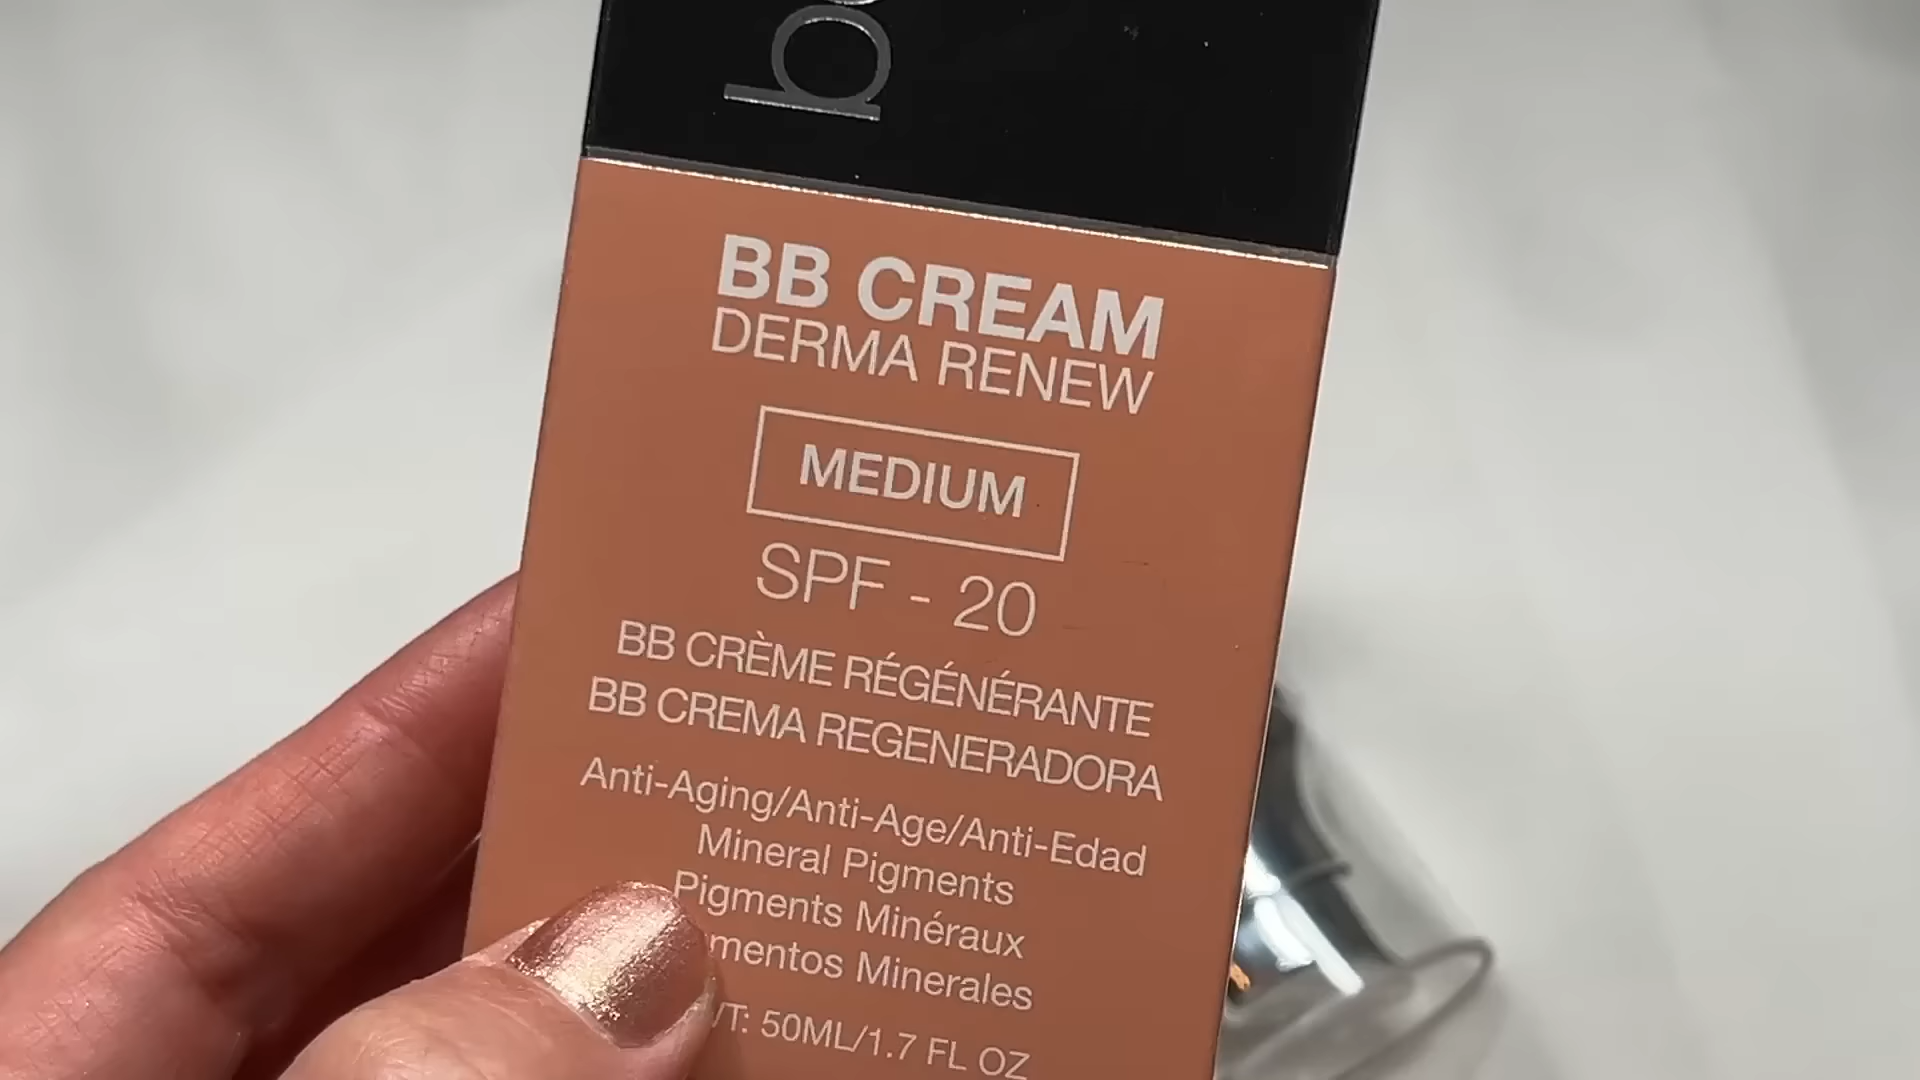 BB CREAM
DERMA RENEW
MEDIUM
SPF - 20
BB CRÈME RÉGÉNÉRANTE
BB CREMA REGENERADORA
Anti-Aging/Anti-Age/Anti-Edad
Mineral Pigments
Pigments Minéraux
Minerales
50ML/1.7 FL OZ